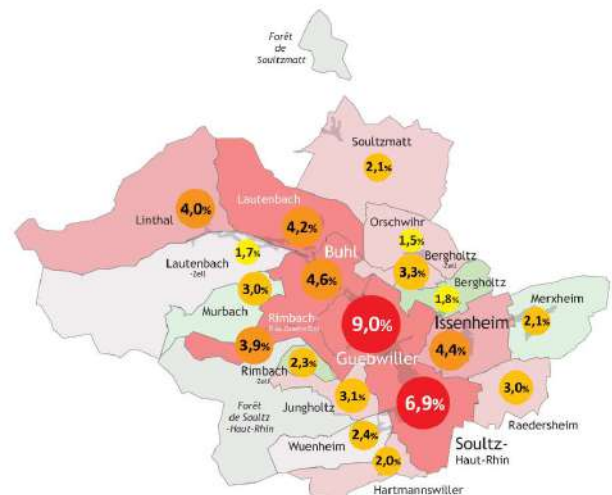 Forêt
de
Soultzmatt
Soultzmatt
2,1%
Lautenbach
4,0%
Linthal
4,2%
Orschwihr
1,5%
Buhl
1,7%
Lautenbach
-Zell
Bergholtz
-Zell
3,3%
4,6%
Bergholtz
3,0%
1,8%
Merxheim
Murbach
Rimbach
9,0%
Issenheim
2,1%
3,9%
Guebwiller
4,4%
2,3%
Rimbach
-Zell
3,1%
6,9%
3,0%
Jungholtz
Forêt
de Soultz
-Haut-Rhin
Raedersheim
2,4%
Wuenheim
Soultz-
Haut-Rhin
2,0%
Hartmannswiller